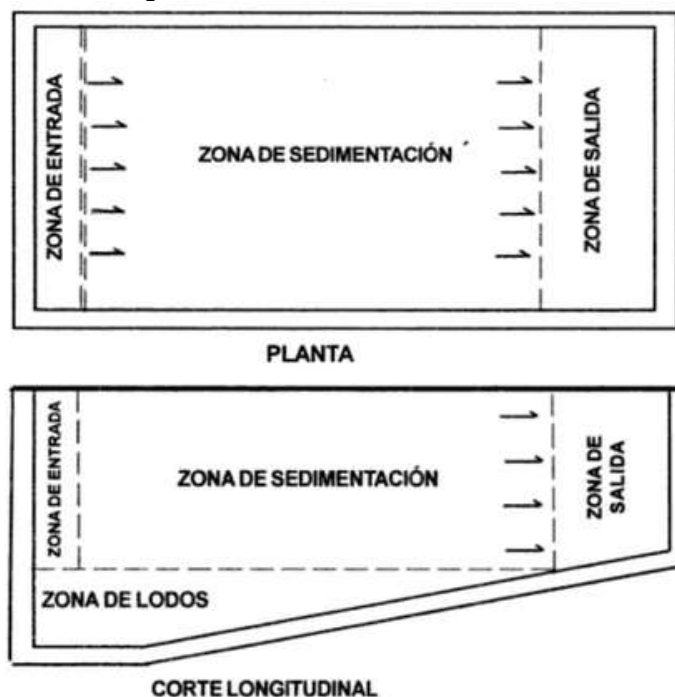 ZONA DE ENTRADA
ZONA DE SEDIMENTACIÓN
ZONA DE SALIDA
PLANTA
ZONA DE ENTRADA
ZONA DE SEDIMENTACIÓN
ZONA DE
SALIDA
ZONA DE LODOS
CORTE LONGITUDINAL